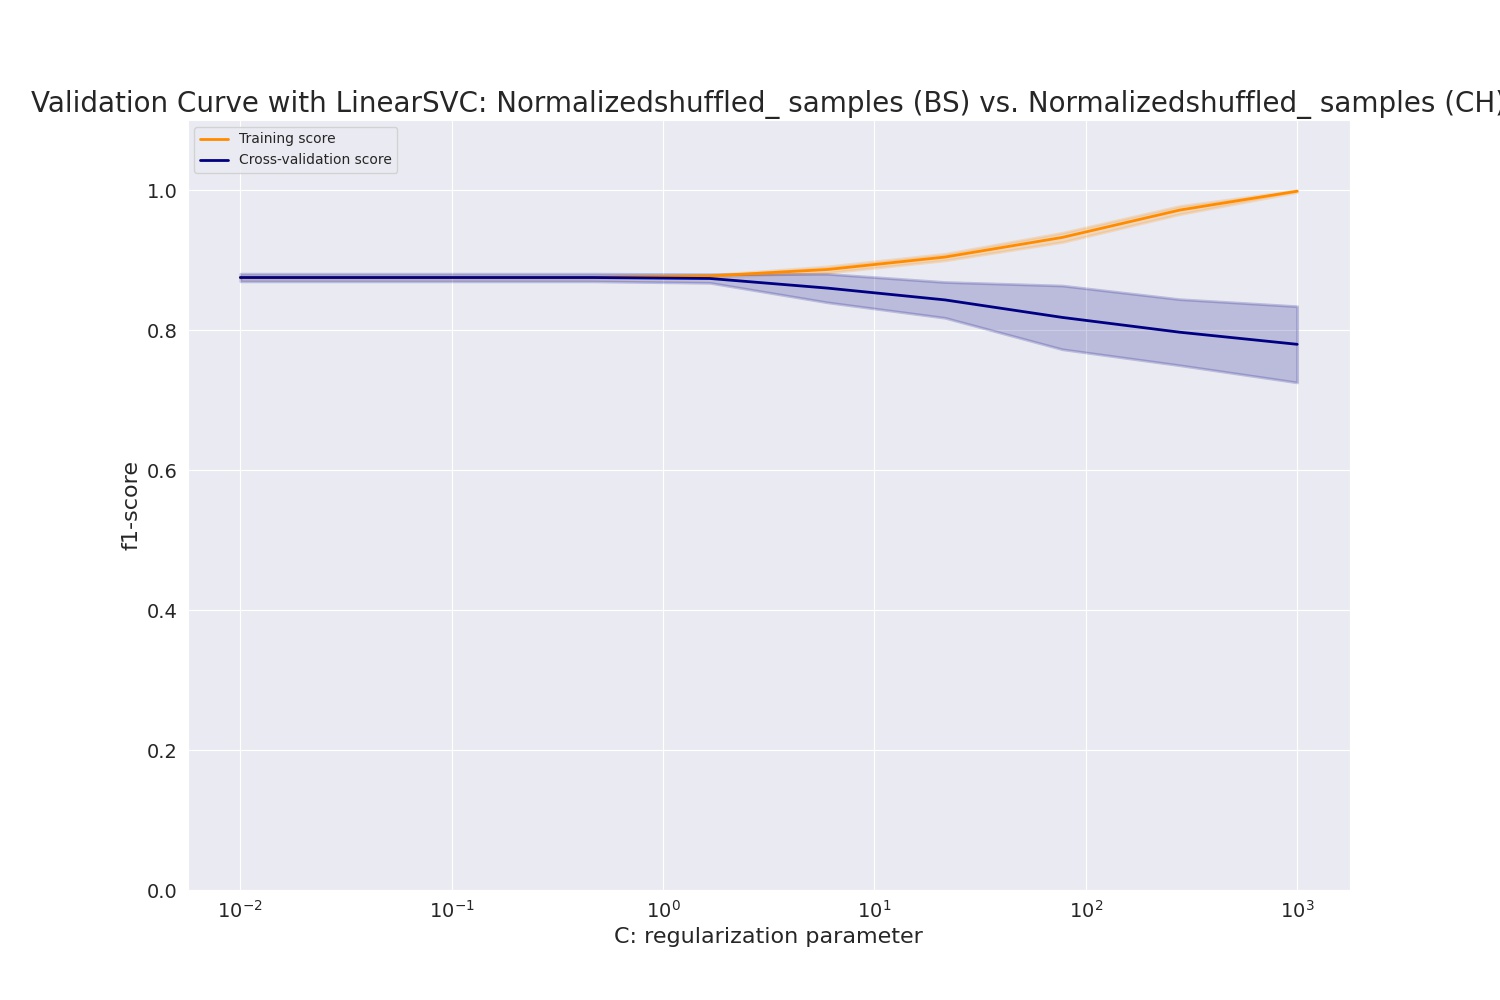 Validation Curve with LinearSVC: Normalizedshuffled_ samples (BS) vs. Normalizedshuffled_ samples (CH)
Training score
Cross-validation score
1.0
0.8
0.6
0.4
0.2
0.0
f1-score
10⁻² 10⁻¹ 10⁰ 10¹ 10² 10³
C: regularization parameter